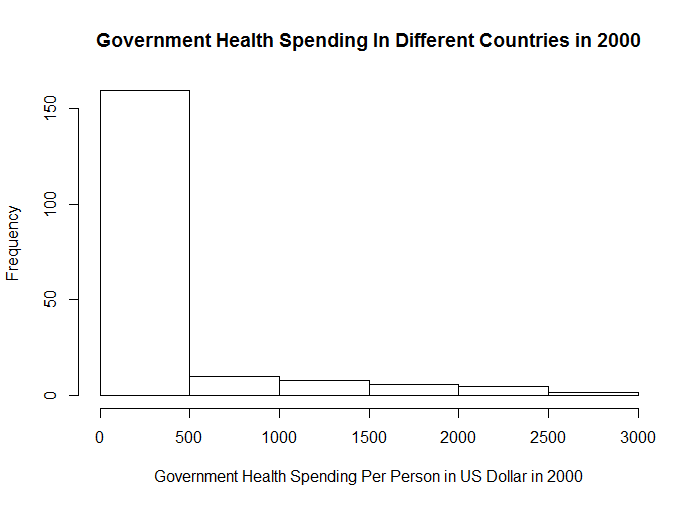 Government Health Spending In Different Countries in 2000
150
100
50
0
Frequency
0 500 1000 1500 2000 2500 3000
Government Health Spending Per Person in US Dollar in 2000